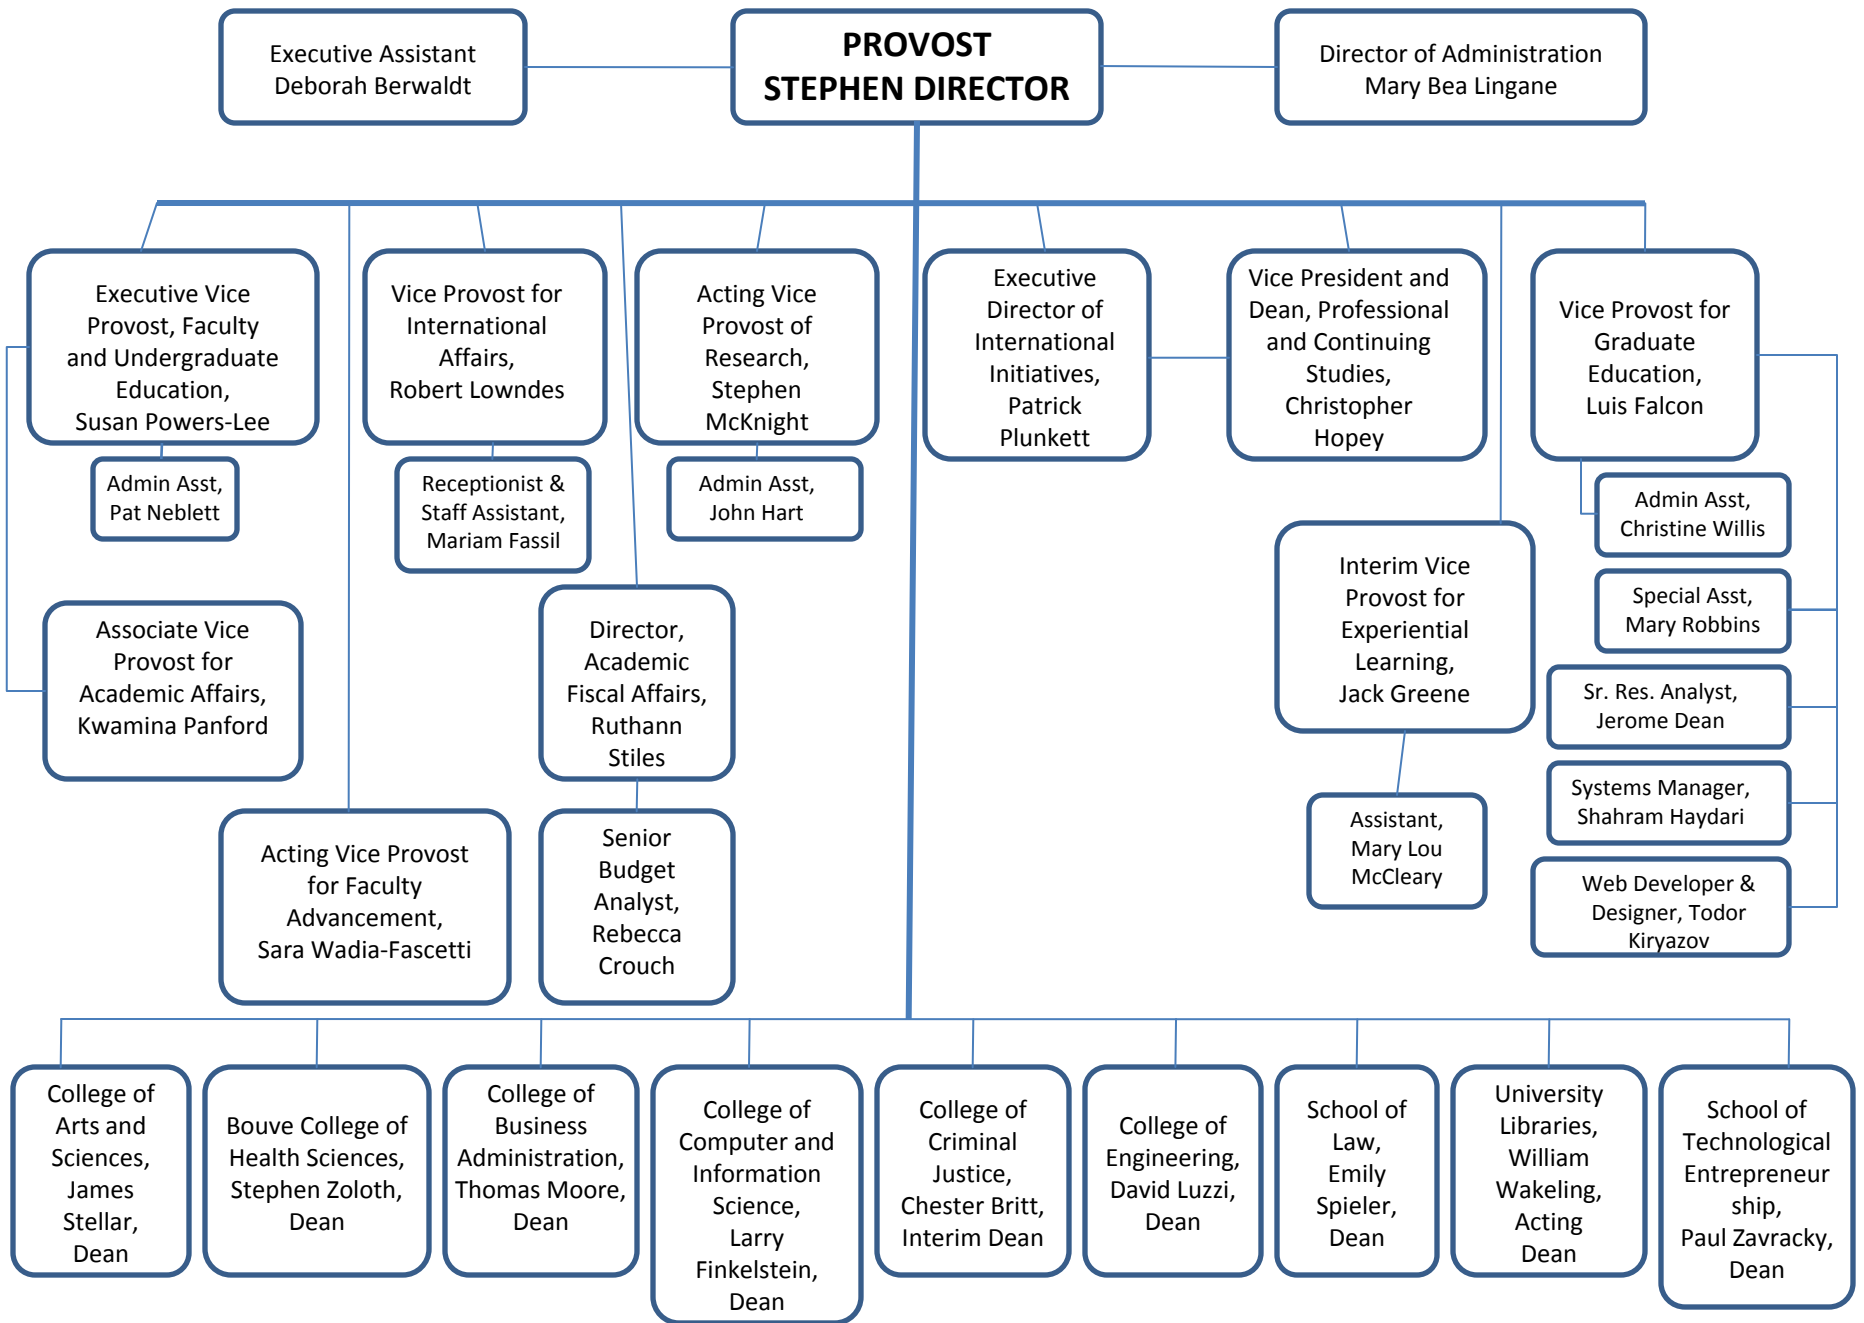 Executive Assistant
Deborah Berwaldt
PROVOST
STEPHEN DIRECTOR
Director of Administration
Mary Bea Lingane
Executive Vice
Provost, Faculty
and Undergraduate
Education,
Susan Powers-Lee
Vice Provost for
International
Affairs,
Robert Lowndes
Acting Vice
Provost of
Research,
Stephen
McKnight
Executive
Director of
International
Initiatives,
Patrick
Plunkett
Vice President and
Dean, Professional
and Continuing
Studies,
Christopher
Hopey
Vice Provost for
Graduate
Education,
Luis Falcon
Admin Asst,
Pat Neblett
Receptionist &
Staff Assistant,
Mariam Fassil
Admin Asst,
John Hart
Admin Asst,
Christine Willis
Interim Vice
Provost for
Experiential
Learning,
Jack Greene
Special Asst,
Mary Robbins
Associate Vice
Provost for
Academic Affairs,
Kwamina Panford
Director,
Academic
Fiscal Affairs,
Ruthann
Stiles
Sr. Res. Analyst,
Jerome Dean
Systems Manager,
Shahram Haydari
Acting Vice Provost
for Faculty
Advancement,
Sara Wadia-Fascetti
Senior
Budget
Analyst,
Rebecca
Crouch
Assistant,
Mary Lou
McCleary
Web Developer &
Designer, Todor
Kiryazov
College of
Arts and
Sciences,
James
Stellar,
Dean
Bouve College of
Health Sciences,
Stephen Zoloth,
Dean
College of
Business
Administration,
Thomas Moore,
Dean
College of
Computer and
Information
Science,
Larry
Finkelstein,
Dean
College of
Criminal
Justice,
Chester Britt,
Interim Dean
College of
Engineering,
David Luzzi,
Dean
School of
Law,
Emily
Spieler,
Dean
University
Libraries,
William
Wakeling,
Acting
Dean
School of
Technological
Entrepreneur
ship,
Paul Zavracky,
Dean